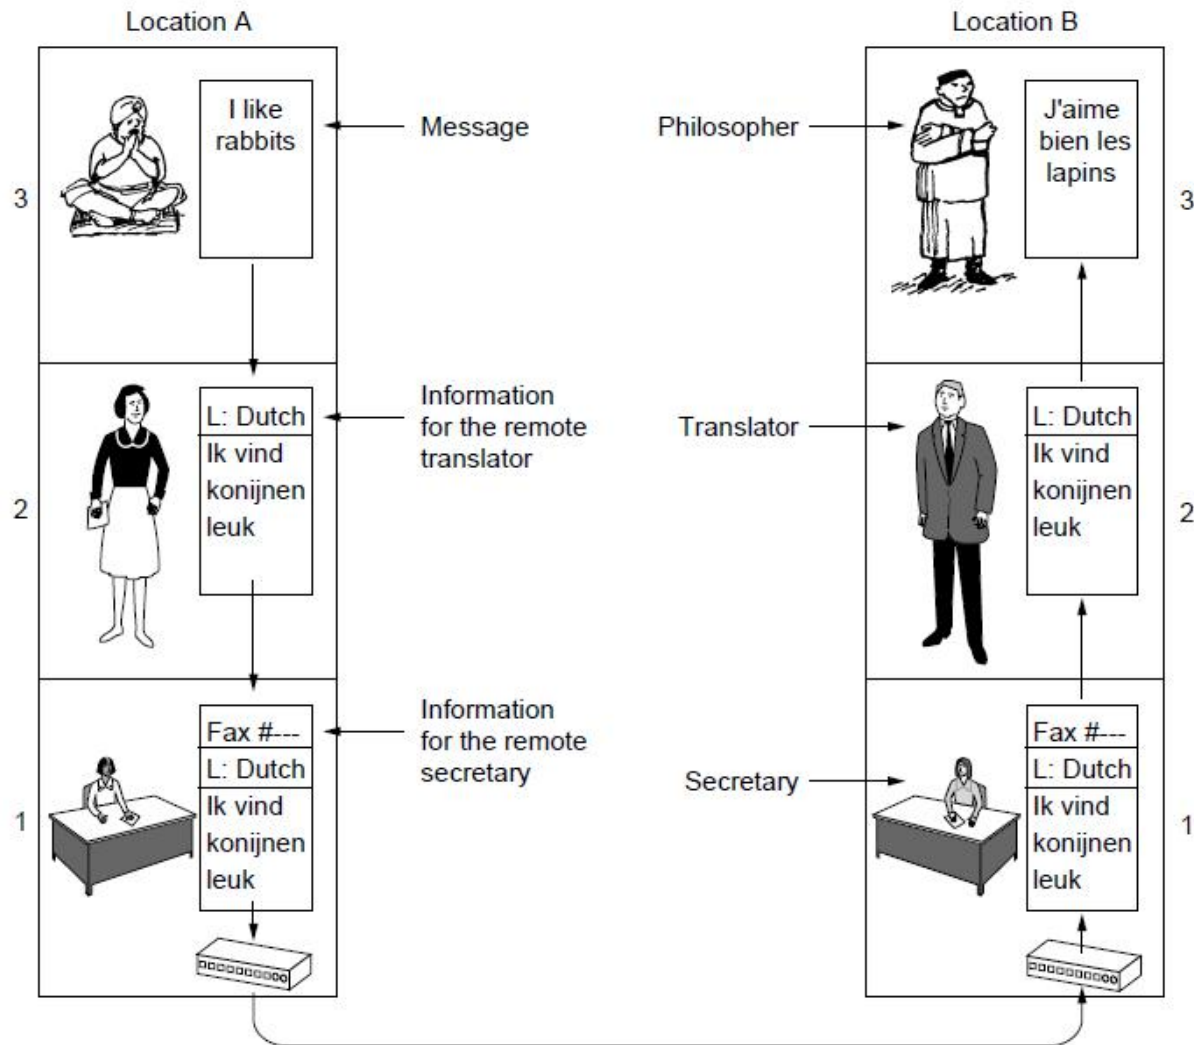 Location A
Location B
I like
rabbits
Message
Philosopher
J'aime
bien les
lapins
3
3
L: Dutch
Ik vind
konijnen
leuk
Information
for the remote
translator
Translator
L: Dutch
Ik vind
konijnen
leuk
2
2
Fax #---
L: Dutch
Ik vind
konijnen
leuk
Information
for the remote
secretary
Secretary
Fax #---
L: Dutch
Ik vind
konijnen
leuk
1
1